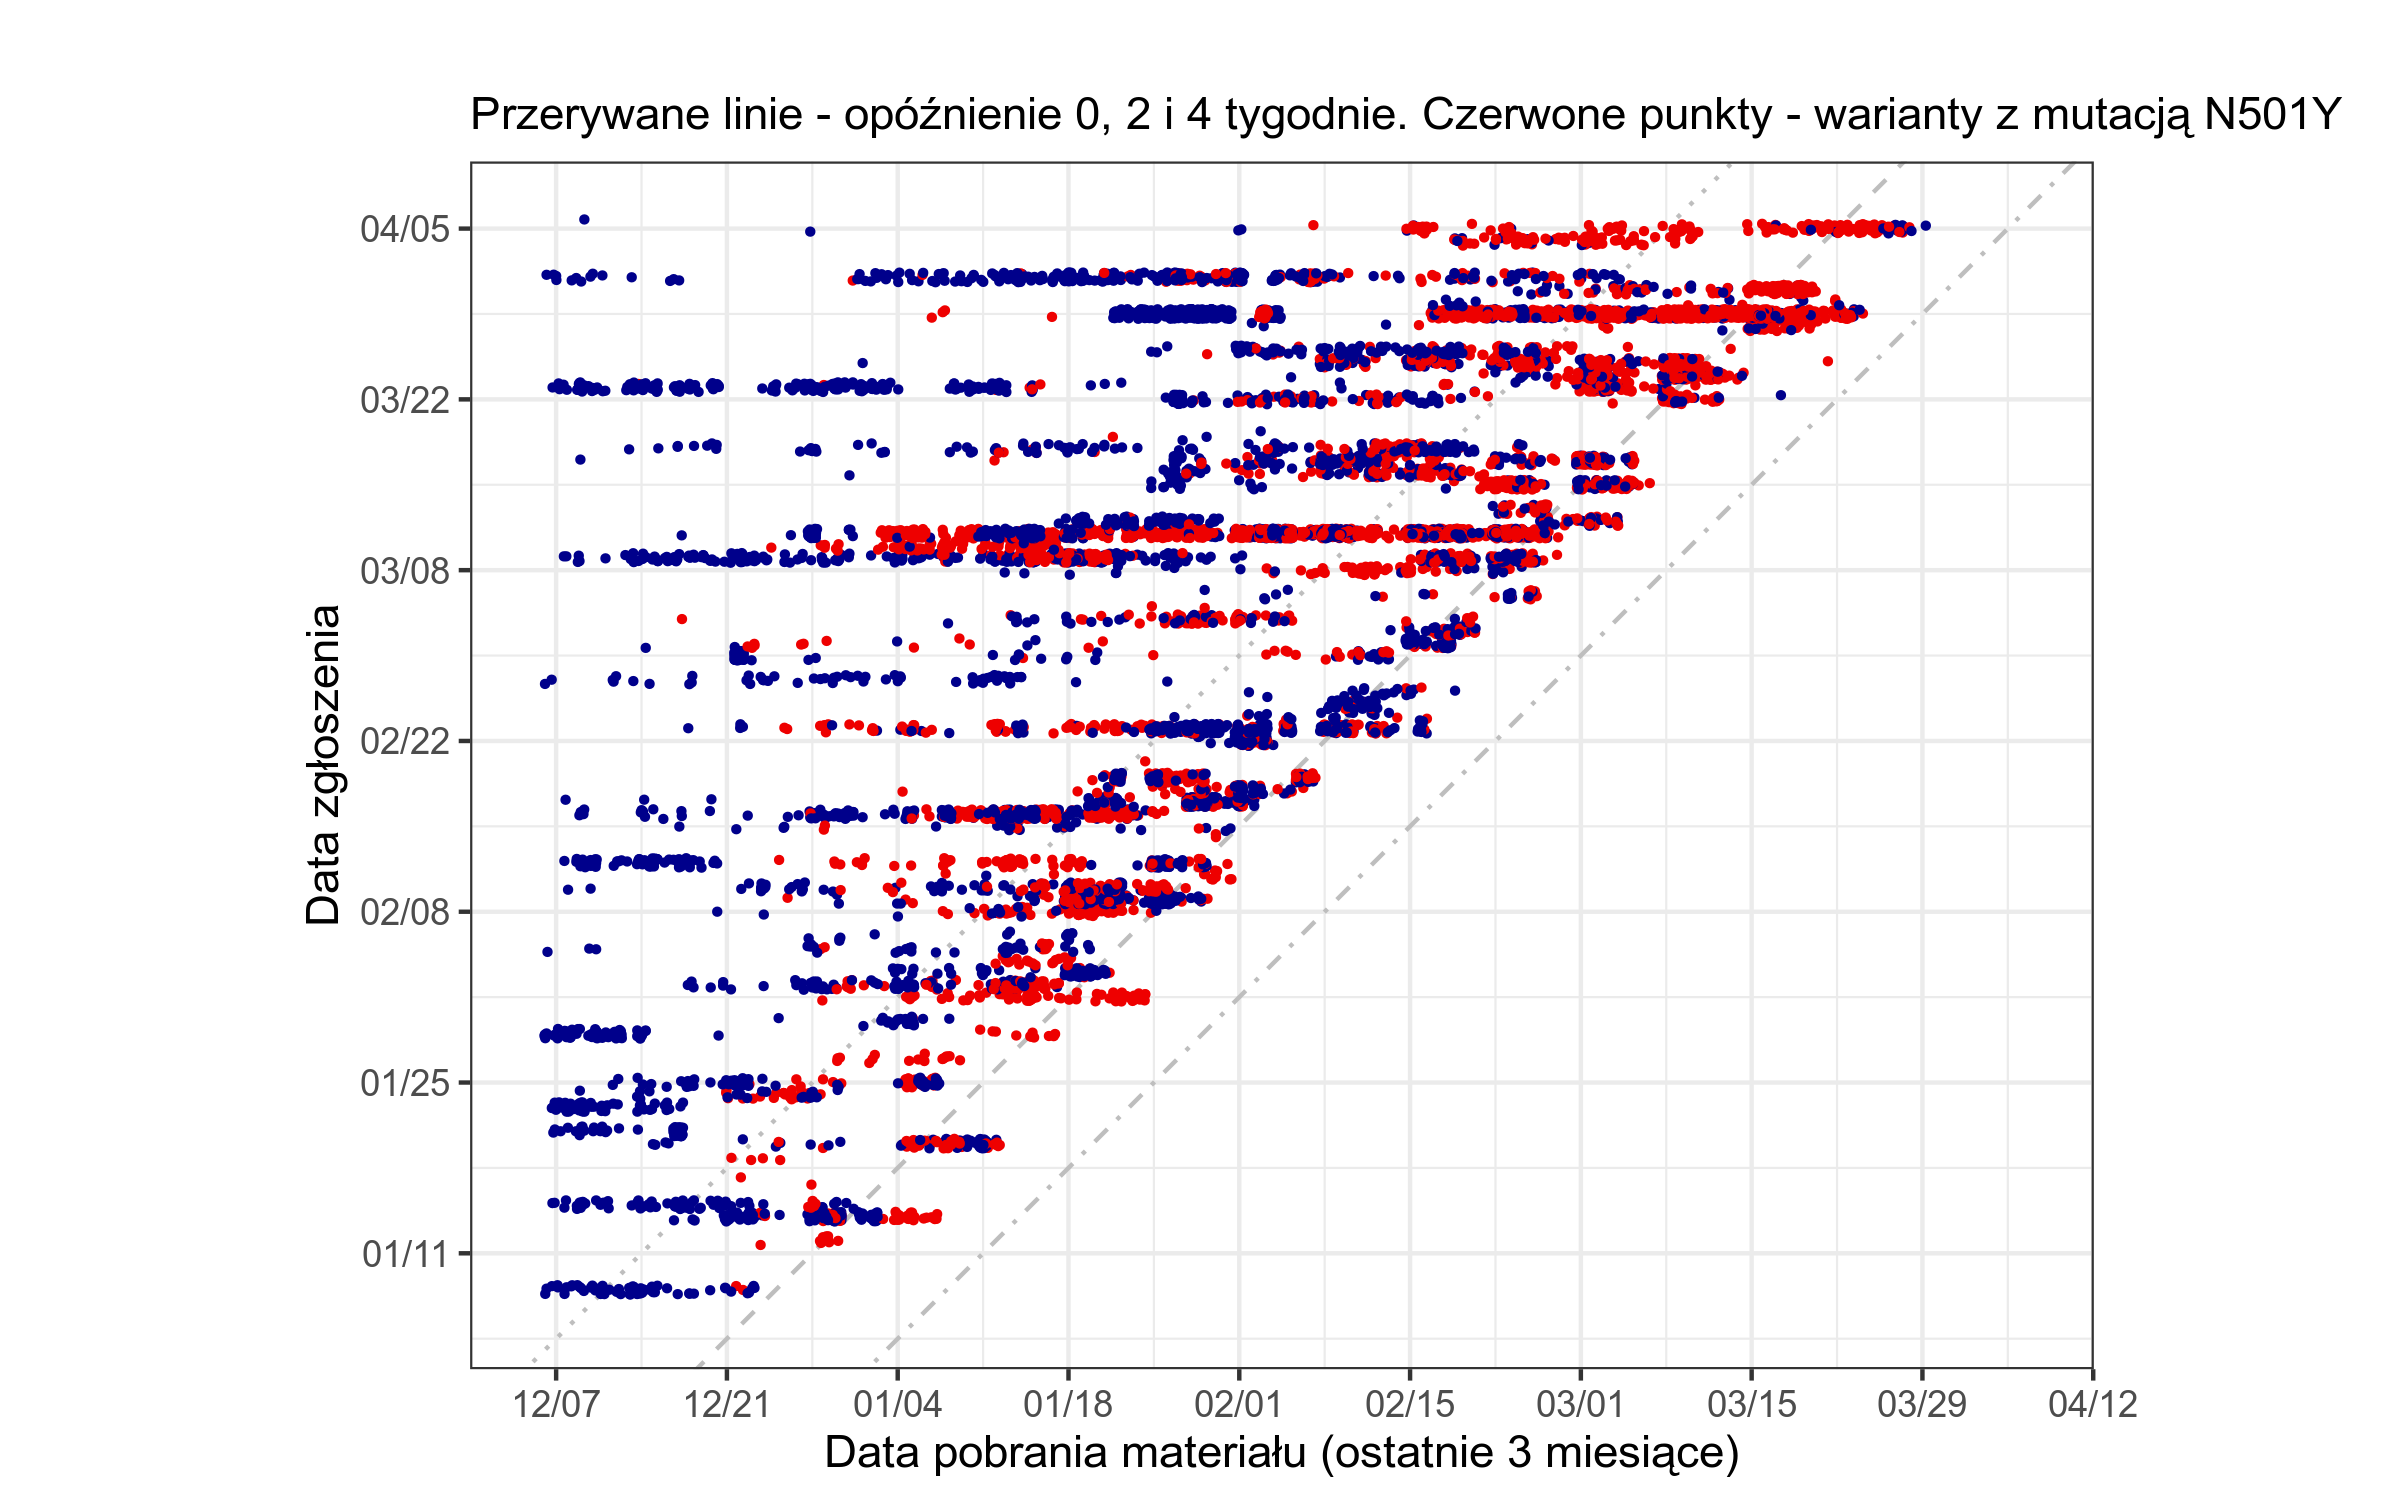 Przerywane linie - opóźnienie 0, 2 i 4 tygodnie. Czerwone punkty - warianty z mutacją N501Y
Data zgłoszenia
04/05
03/22
03/08
02/22
02/08
01/25
01/11
12/07 12/21 01/04 01/18 02/01 02/15 03/01 03/15 03/29 04/12
Data pobrania materiału (ostatnie 3 miesiące)